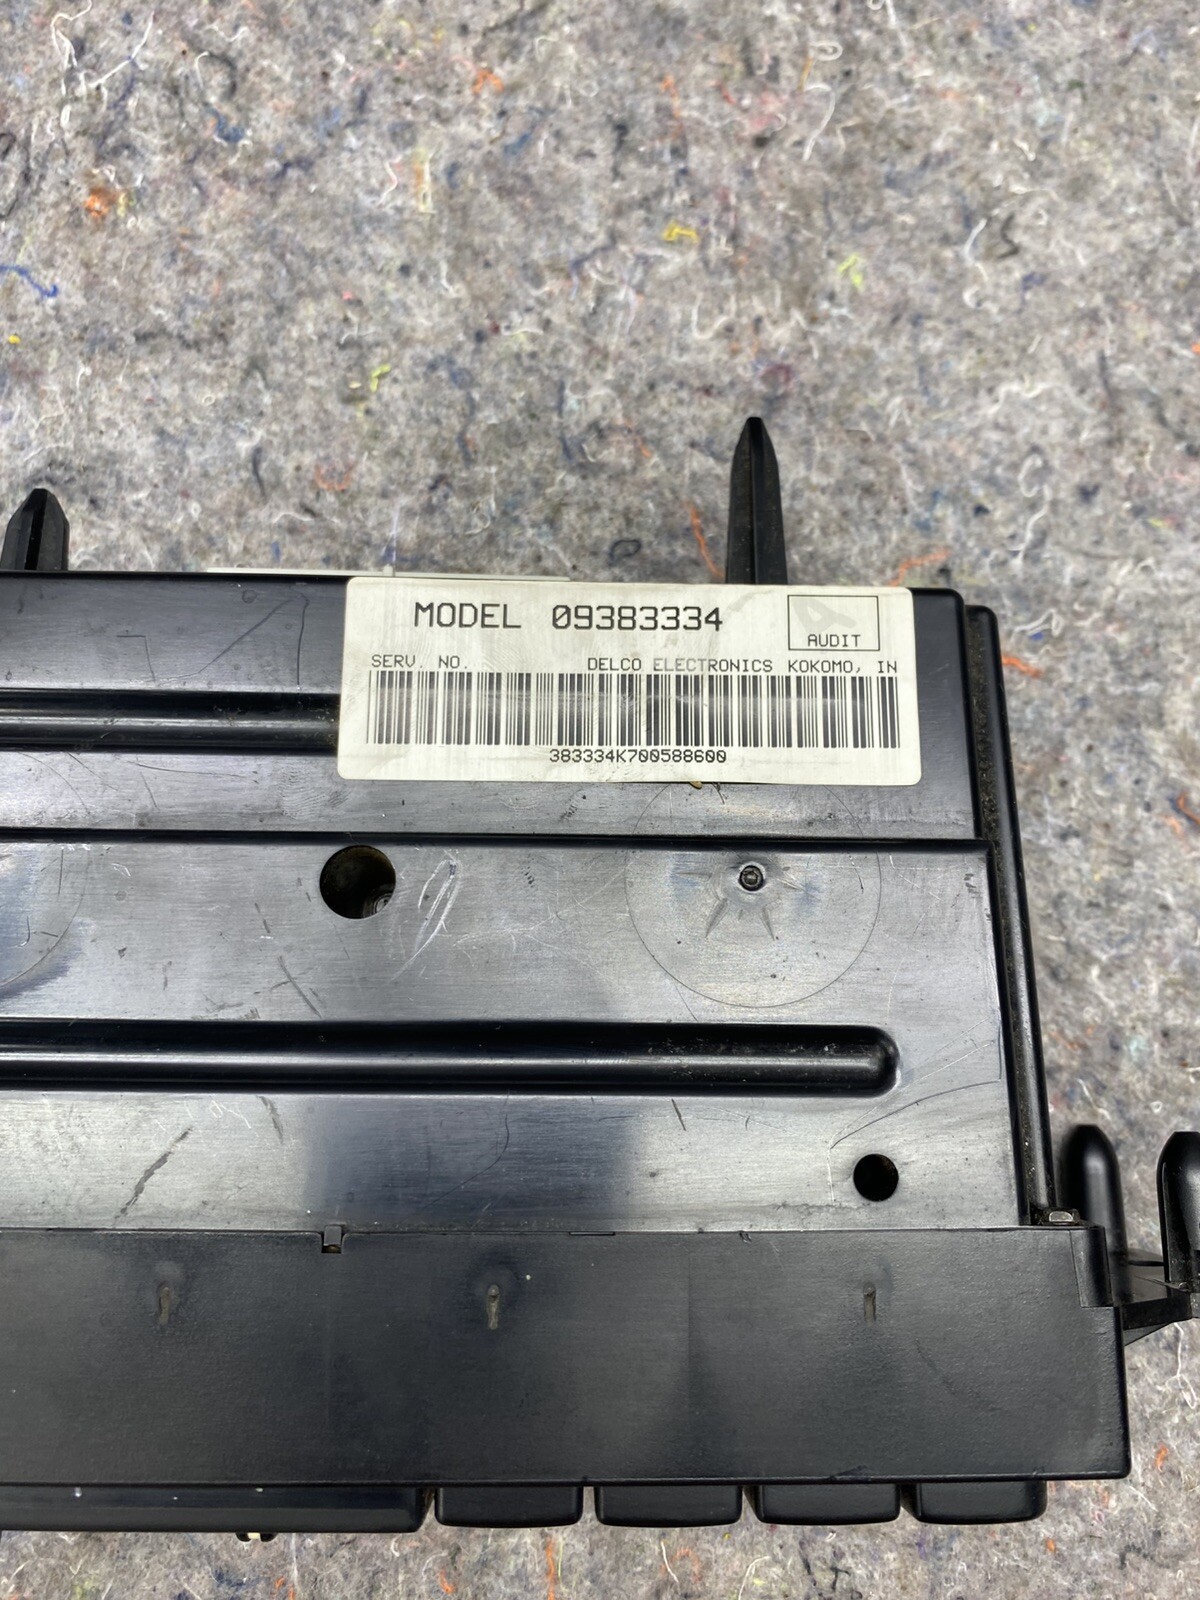 MODEL 09383334
AUDIT
SERV. NO. DELCO ELECTRONICS KOKOMO, IN
383334K700588600